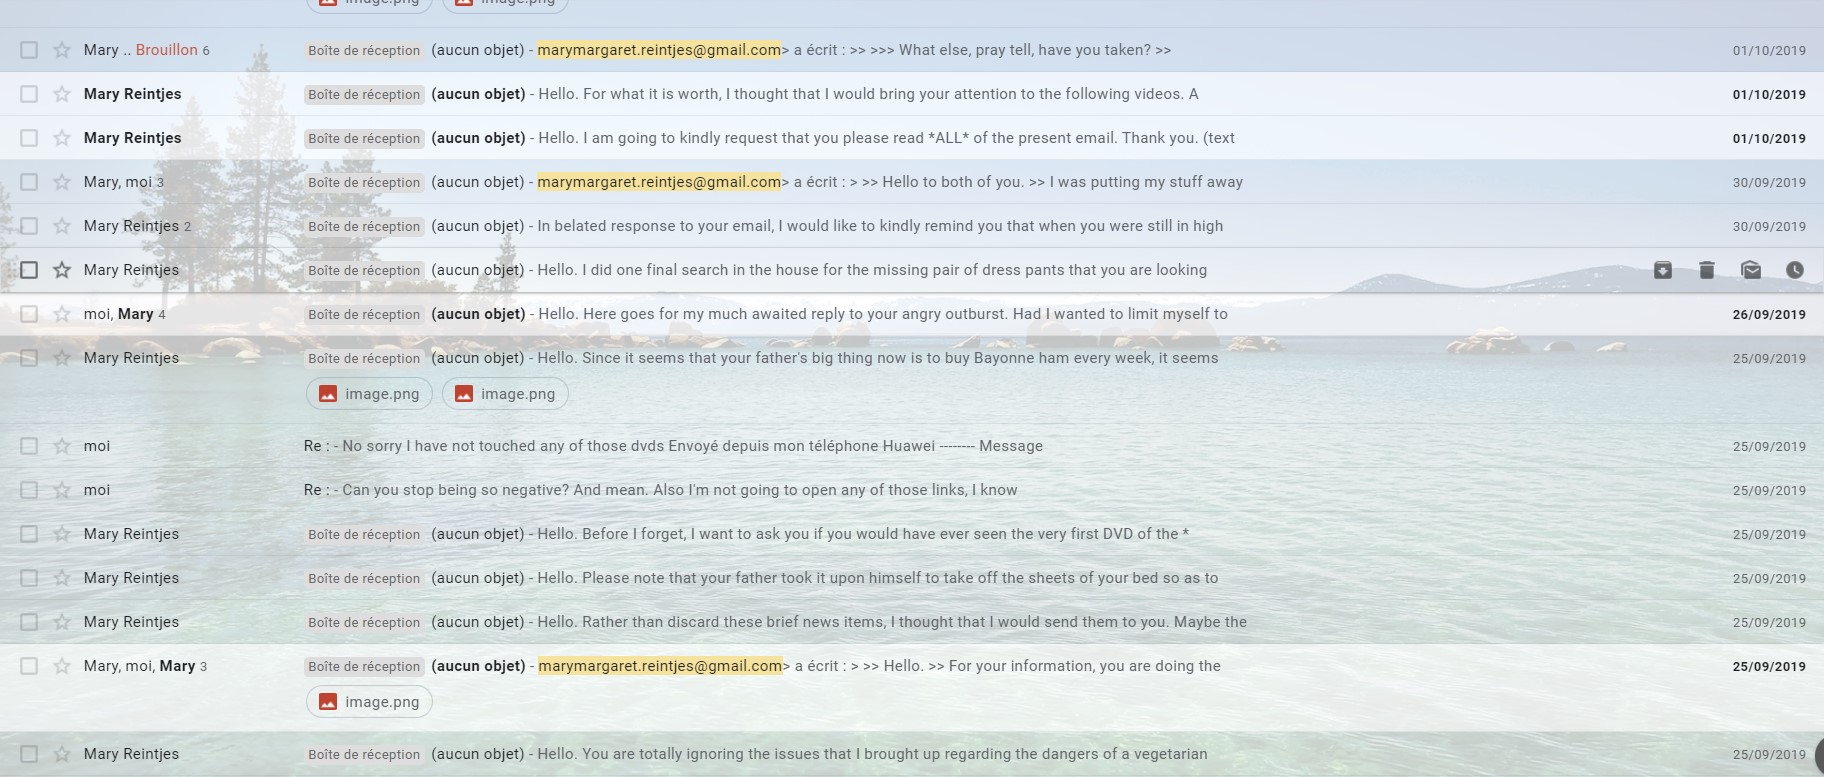 image.png image.png
Mary .. Brouillon 6 Boîte de réception (aucun objet) - marymargaret.reintjes@gmail.com> a écrit : >> >>> What else, pray tell, have you taken? >> 01/10/2019
Mary Reintjes Boîte de réception (aucun objet) - Hello. For what it is worth, I thought that I would bring your attention to the following videos. A 01/10/2019
Mary Reintjes Boîte de réception (aucun objet) - Hello. I am going to kindly request that you please read *ALL* of the present email. Thank you. (text 01/10/2019
Mary, moi 3 Boîte de réception (aucun objet) - marymargaret.reintjes@gmail.com> a écrit : > >> Hello to both of you. >> I was putting my stuff away 30/09/2019
Mary Reintjes 2 Boîte de réception (aucun objet) - In belated response to your email, I would like to kindly remind you that when you were still in high 30/09/2019
Mary Reintjes Boîte de réception (aucun objet) - Hello. I did one final search in the house for the missing pair of dress pants that you are looking
moi, Mary 4 Boîte de réception (aucun objet) - Hello. Here goes for my much awaited reply to your angry outburst. Had I wanted to limit myself to 26/09/2019
Mary Reintjes Boîte de réception (aucun objet) - Hello. Since it seems that your father's big thing now is to buy Bayonne ham every week, it seems 25/09/2019
image.png image.png
moi Re : - No sorry I have not touched any of those dvds Envoyé depuis mon téléphone Huawei -------- Message 25/09/2019
moi Re : - Can you stop being so negative? And mean. Also I'm not going to open any of those links, I know 25/09/2019
Mary Reintjes Boîte de réception (aucun objet) - Hello. Before I forget, I want to ask you if you would have ever seen the very first DVD of the * 25/09/2019
Mary Reintjes Boîte de réception (aucun objet) - Hello. Please note that your father took it upon himself to take off the sheets of your bed so as to 25/09/2019
Mary Reintjes Boîte de réception (aucun objet) - Hello. Rather than discard these brief news items, I thought that I would send them to you. Maybe the 25/09/2019
Mary, moi, Mary 3 Boîte de réception (aucun objet) - marymargaret.reintjes@gmail.com> a écrit : > >> Hello. >> For your information, you are doing the 25/09/2019
image.png
Mary Reintjes Boîte de réception (aucun objet) - Hello. You are totally ignoring the issues that I brought up regarding the dangers of a vegetarian 25/09/2019